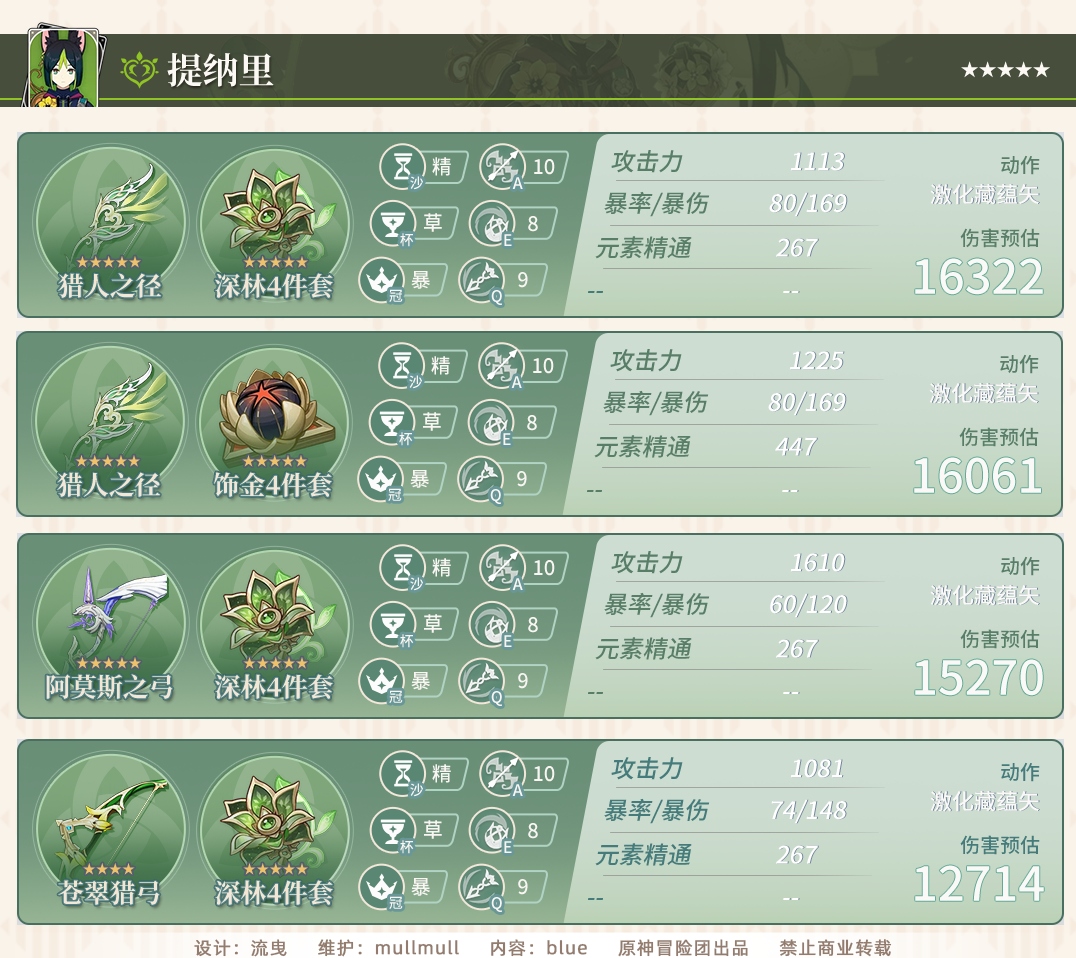 提纳里 ★★★★★
精 10 攻击力 1113 动作
沙 A
暴率/暴伤 80/169 激化藏蕴矢
草 8
杯 E
元素精通 267 伤害预估
★★★★★ ★★★★★ 暴 9 16322
猎人之径 深林4件套 冠 Q -- --
精 10 攻击力 1225 动作
沙 A
暴率/暴伤 80/169 激化藏蕴矢
草 8
杯 E
元素精通 447 伤害预估
★★★★★ ★★★★★ 暴 9 16061
猎人之径 饰金4件套 冠 Q -- --
精 10 攻击力 1610 动作
沙 A
暴率/暴伤 60/120 激化藏蕴矢
草 8
杯 E
元素精通 267 伤害预估
★★★★★ ★★★★★ 暴 9 15270
阿莫斯之弓 深林4件套 冠 Q -- --
精 10 攻击力 1081 动作
沙 A
暴率/暴伤 74/148 激化藏蕴矢
草 8
杯 E
元素精通 267 伤害预估
★★★★ ★★★★★ 暴 9 12714
苍翠猎弓 深林4件套 冠 Q -- --
设计：流曳 维护：mullmull 内容：blue 原神冒险团出品 禁止商业转载